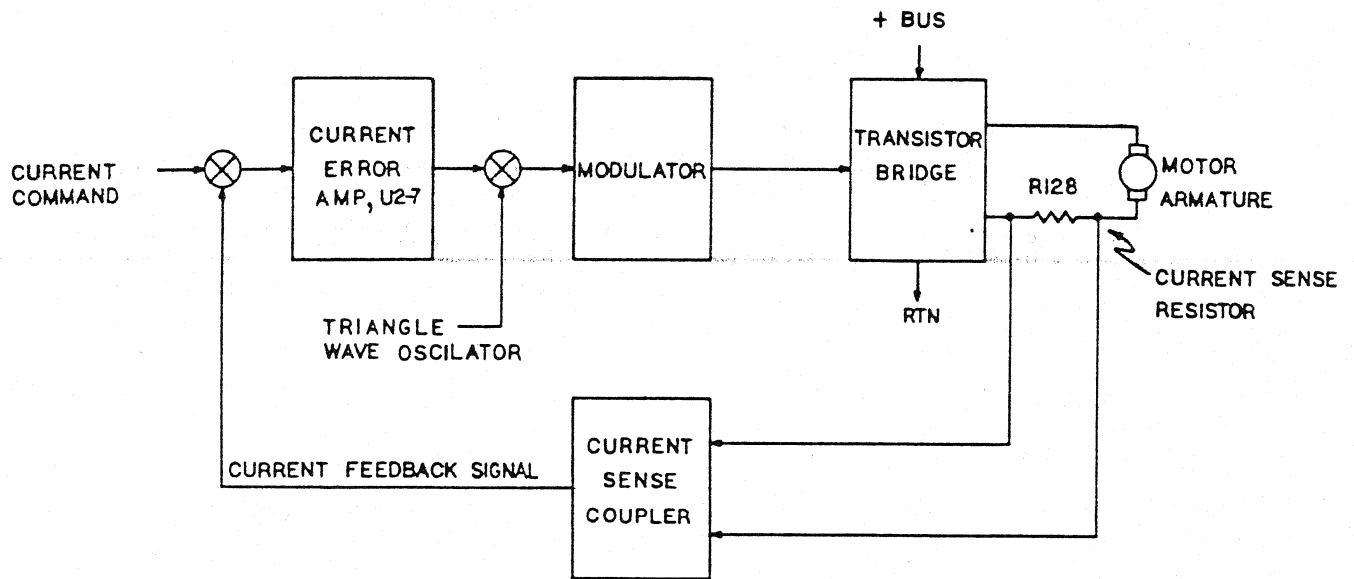 + BUS
CURRENT
COMMAND
CURRENT
ERROR
AMP, U2-7
MODULATOR
TRANSISTOR
BRIDGE
R128
MOTOR
ARMATURE
CURRENT SENSE
RESISTOR
RTN
TRIANGLE
WAVE OSCILATOR
CURRENT FEEDBACK SIGNAL
CURRENT
SENSE
COUPLER